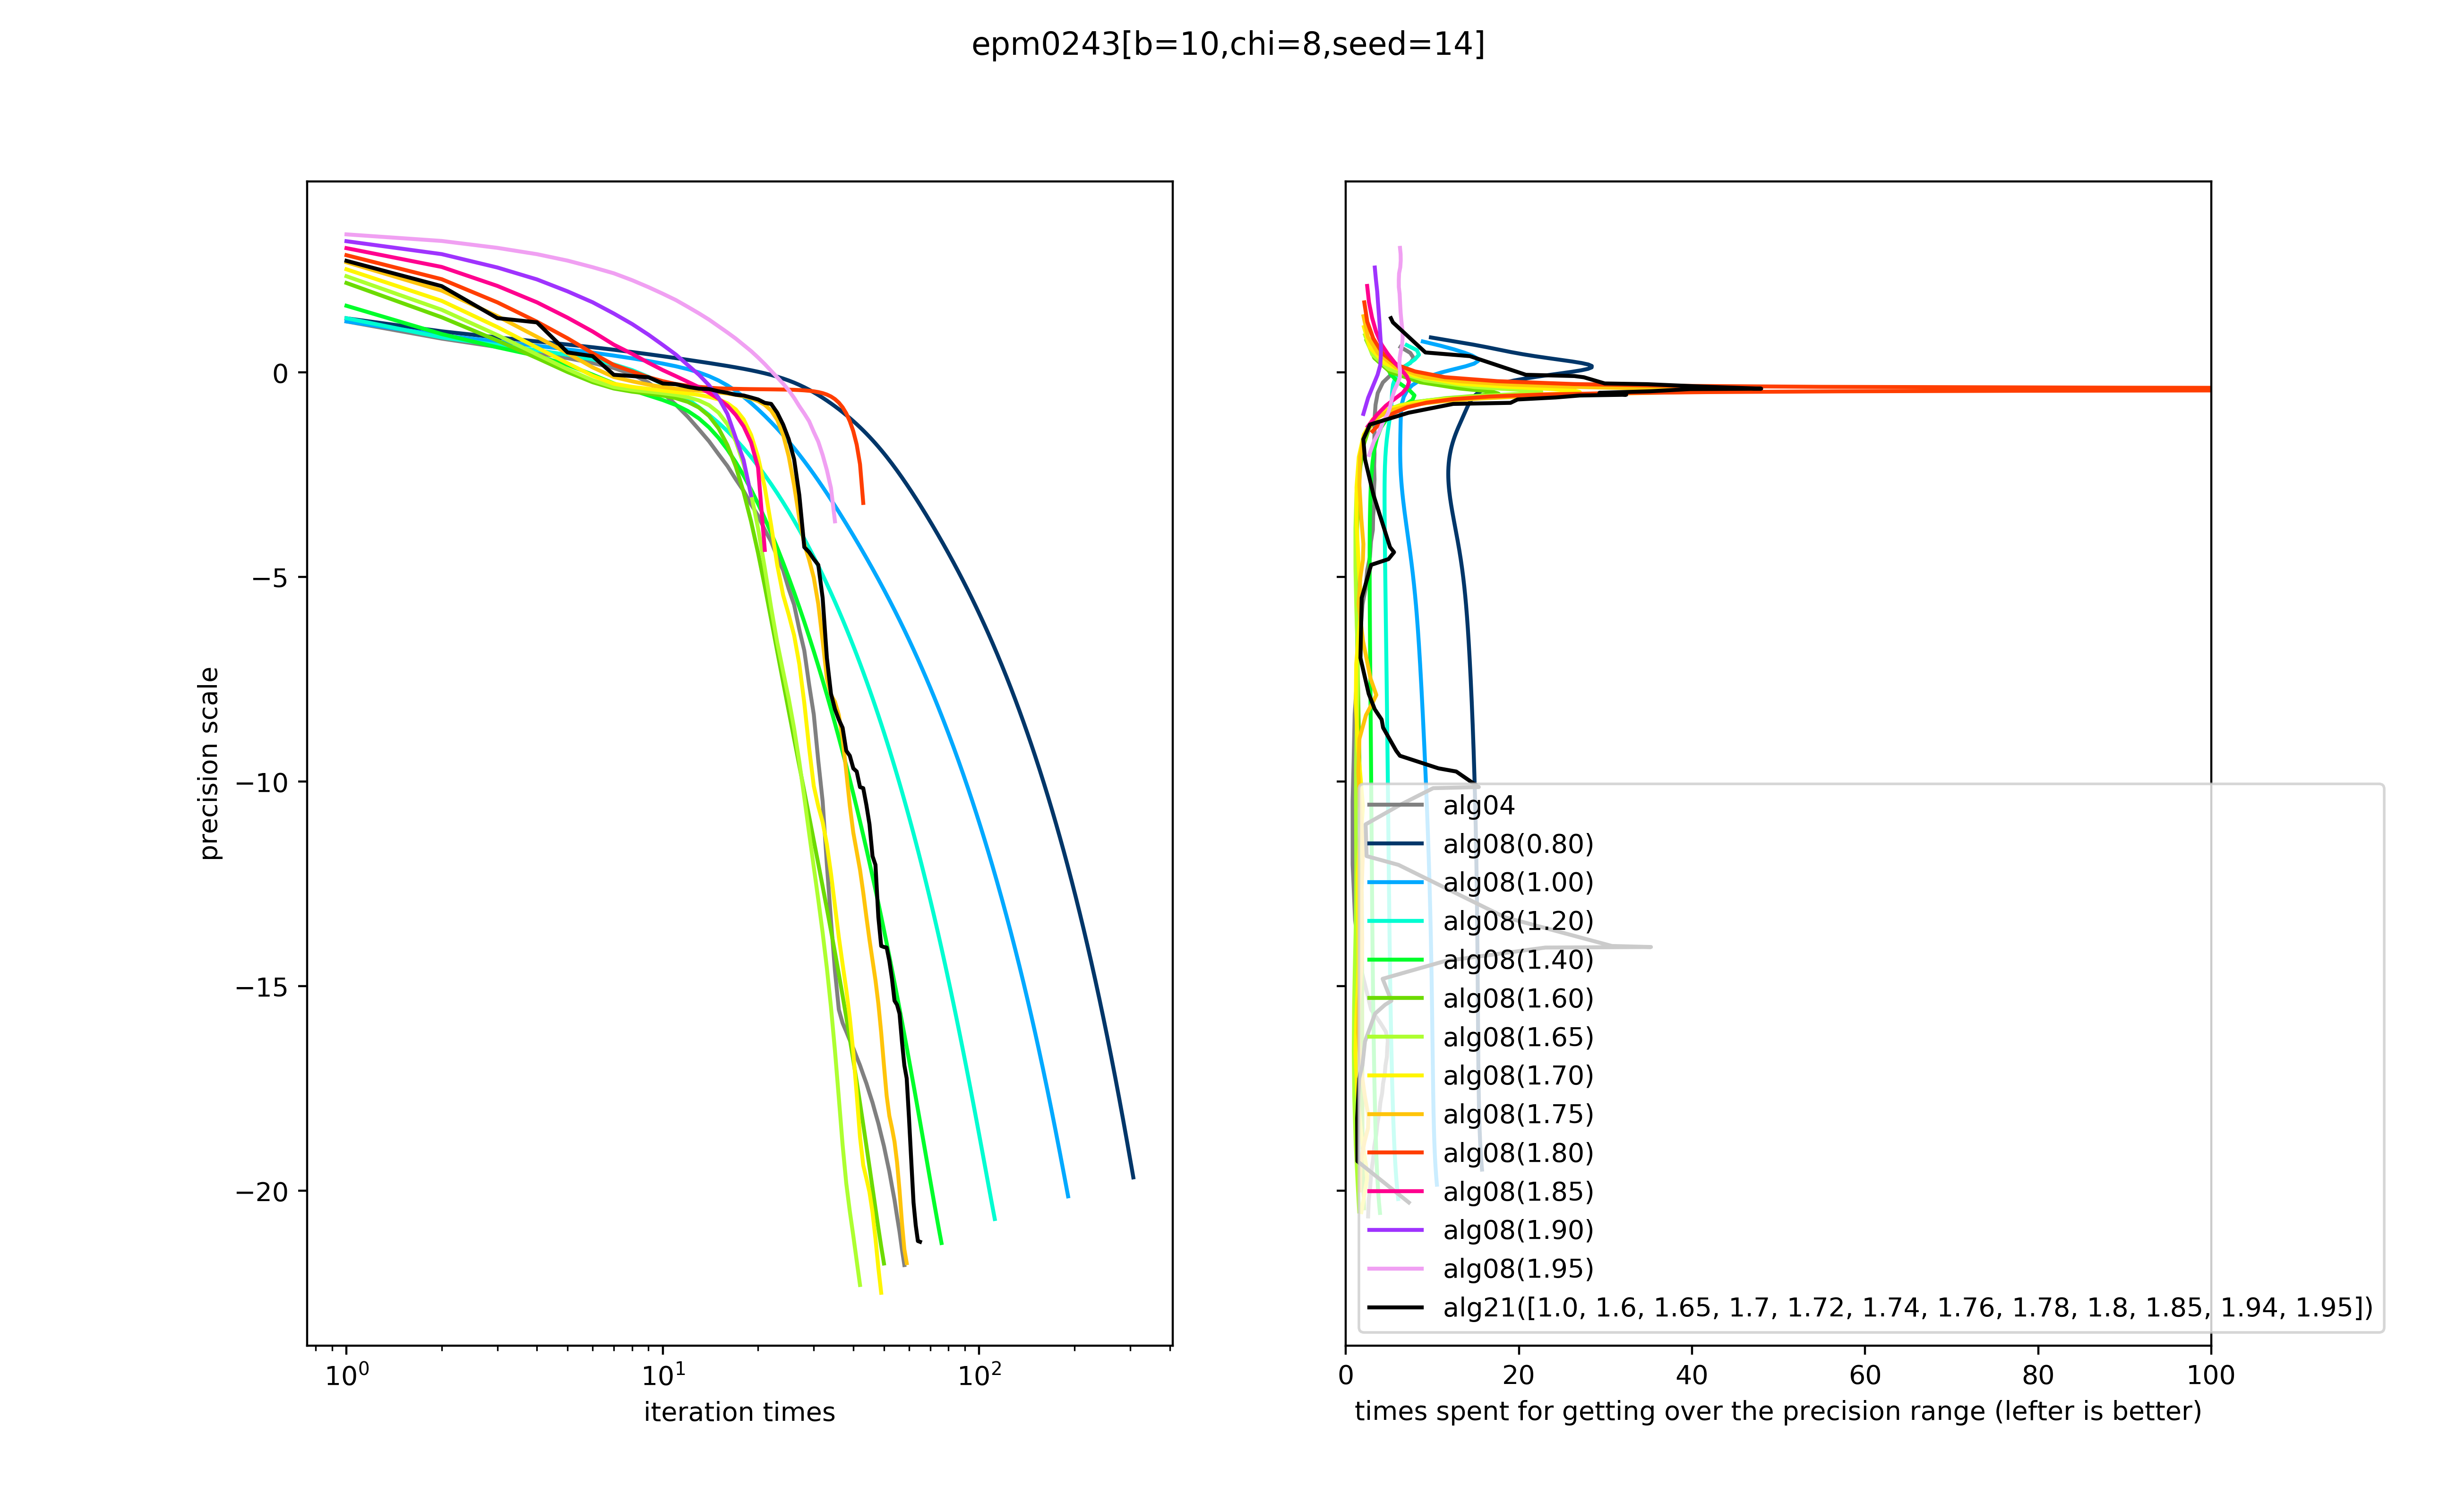 epm0243[b=10,chi=8,seed=14]
precision scale
0
−5
−10
−15
−20
10⁰
10¹
10²
iteration times
alg04
alg08(0.80)
alg08(1.00)
alg08(1.20)
alg08(1.40)
alg08(1.60)
alg08(1.65)
alg08(1.70)
alg08(1.75)
alg08(1.80)
alg08(1.85)
alg08(1.90)
alg08(1.95)
alg21([1.0, 1.6, 1.65, 1.7, 1.72, 1.74, 1.76, 1.78, 1.8, 1.85, 1.94, 1.95])
0 20 40 60 80 100
times spent for getting over the precision range (lefter is better)